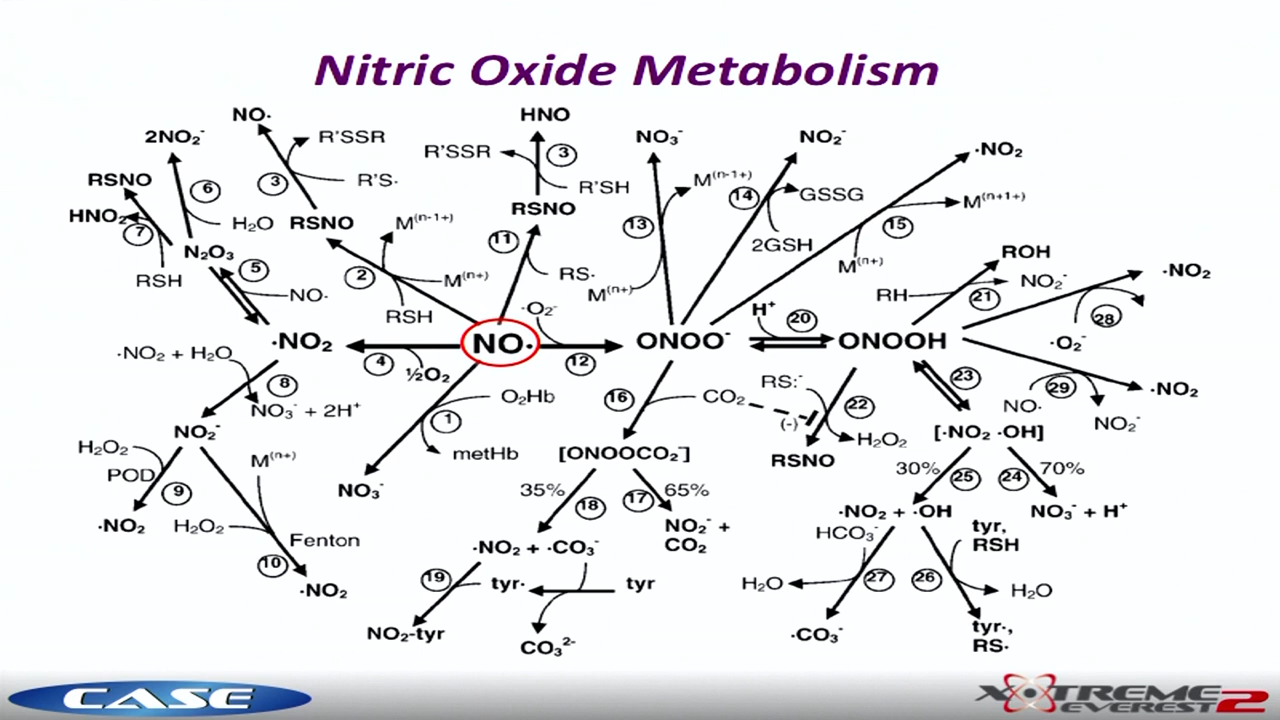 Nitric Oxide Metabolism
NO· HNO
2NO₂⁻ R'SSR R'SSR 3 NO₃⁻ NO₂⁻ ·NO₂
RSNO 6 3 R'S· R'SH M⁽ⁿ⁻¹⁺⁾ 14 GSSG M⁽ⁿ⁺¹⁺⁾
HNO₂ 7 H₂O RSNO M⁽ⁿ⁻¹⁺⁾ RSNO 13 15
N₂O₃ 11 2GSH ROH
RSH 5 NO· 2 M⁽ⁿ⁺⁾ RS· M⁽ⁿ⁺⁾ M⁽ⁿ⁺⁾ RH 21 NO₂⁻ ·NO₂
RSH ·O₂⁻ H⁺ 20 28
·NO₂ NO· ONOO⁻ ONOOH ·O₂⁻
·NO₂ + H₂O 4 ½O₂ 12
8 NO₃⁻ + 2H⁺ 1 O₂Hb 16 CO₂ RS:⁻ 22 23 29 ·NO₂
NO₂⁻ (-) H₂O₂ NO· NO₂⁻
H₂O₂ M⁽ⁿ⁺⁾ metHb [ONOOCO₂⁻] RSNO [·NO₂ ·OH]
POD 9 NO₃⁻ 35% 18 17 65% 30% 25 24 70%
·NO₂ H₂O₂ Fenton NO₂⁻ + ·NO₂ + ·OH NO₃⁻ + H⁺
10 ·NO₂ + ·CO₃⁻ CO₂ HCO₃⁻ tyr,
RSH
·NO₂ 19 tyr· tyr H₂O 27 26 H₂O
NO₂-tyr CO₃²⁻ ·CO₃⁻ tyr·,
RS·
CASE XTREME
EVEREST 2